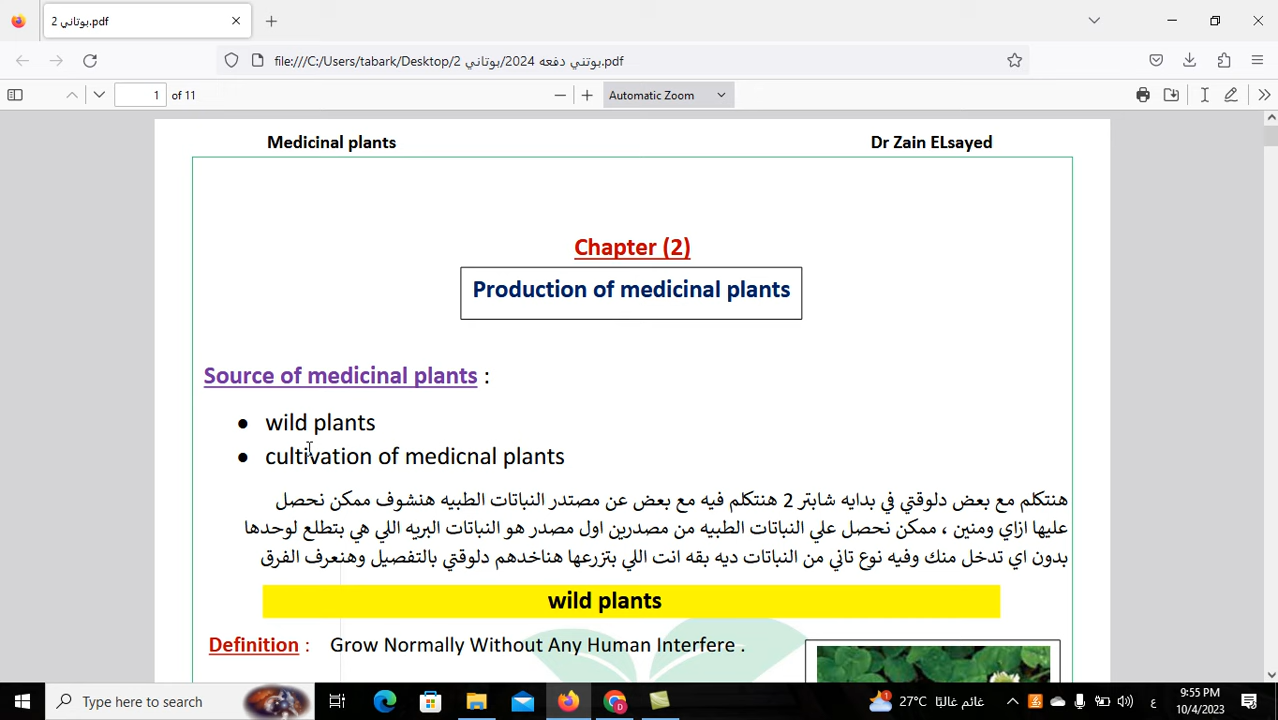 بوتاني 2.pdf
file:///C:/Users/tabark/Desktop/بوتني دفعه 2024/بوتاني 2.pdf
1 of 11
Automatic Zoom
Medicinal plants
Dr Zain ELsayed
Chapter (2)
Production of medicinal plants
Source of medicinal plants :
● wild plants
● cultivation of medicnal plants
هنتكلم مع بعض دلوقتي في بدايه شابتر 2 هنتكلم فيه مع بعض عن مصتدر النباتات الطبيه هنشوف ممكن نحصل
عليها ازاي ومنين ، ممكن نحصل علي النباتات الطبيه من مصدرين اول مصدر هو النباتات البريه اللي هي بتطلع لوحدها
بدون اي تدخل منك وفيه نوع تاني من النباتات ديه بقه انت اللي بتزرعها هناخدهم دلوقتي بالتفصيل وهنعرف الفرق
wild plants
Definition : Grow Normally Without Any Human Interfere .
Type here to search
27°C غائم غالبًا
ع
9:55 PM
10/4/2023